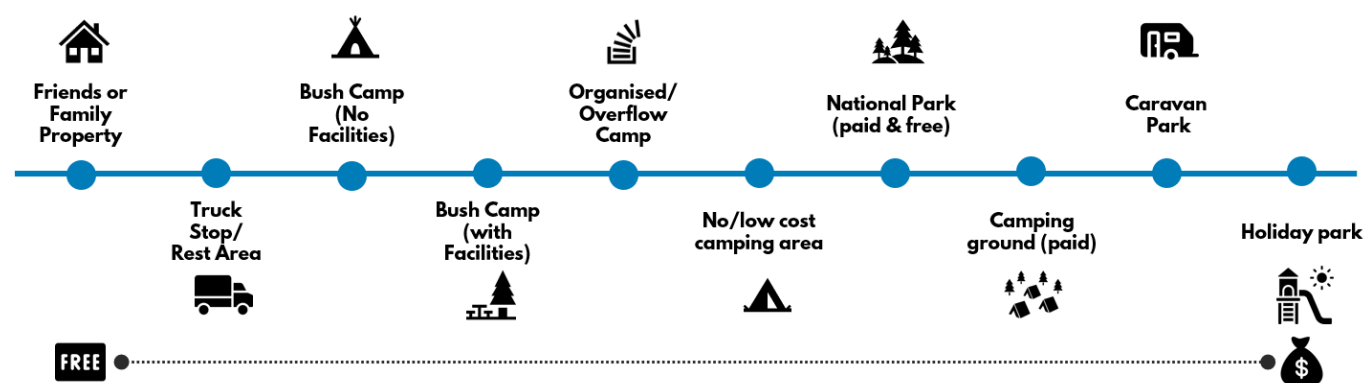 Friends or
Family
Property
Truck
Stop/
Rest Area
Bush Camp
(No
Facilities)
Bush Camp
(with
Facilities)
Organised/
Overflow
Camp
No/low cost
camping area
National Park
(paid & free)
Camping
ground (paid)
Caravan
Park
Holiday park
FREE
$